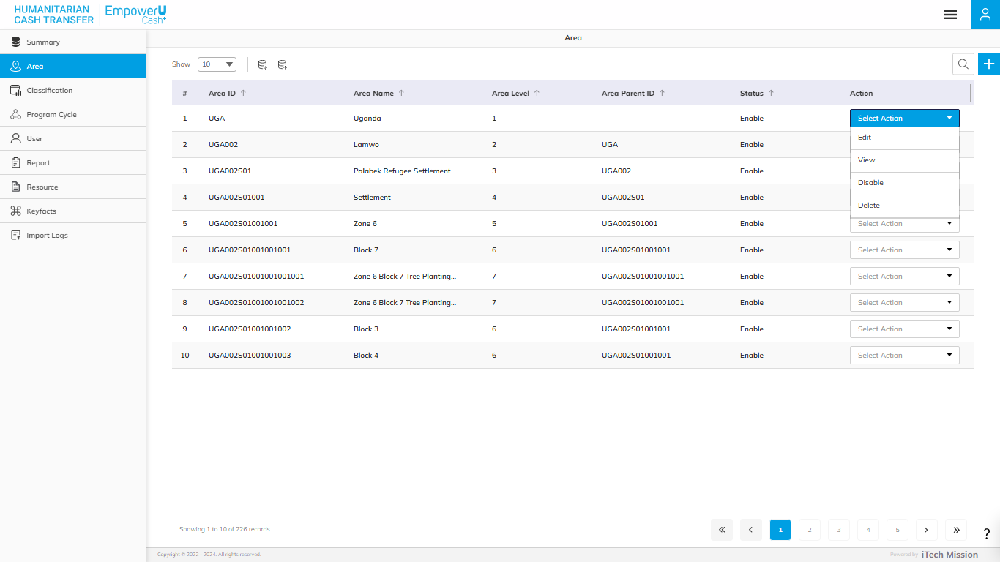 HUMANITARIAN
CASH TRANSFER
EmpowerU
Cash+
Summary
Area
Classification
Program Cycle
User
Report
Resource
Keyfacts
Import Logs
Area
Show 10
# Area ID Area Name Area Level Area Parent ID Status Action
1 UGA Uganda 1 Enable Select Action
Edit
View
Disable
Delete
2 UGA002 Lamwo 2 UGA Enable
3 UGA002S01 Palabek Refugee Settlement 3 UGA002 Enable
4 UGA002S01001 Settlement 4 UGA002S01 Enable
5 UGA002S01001001 Zone 6 5 UGA002S01001 Enable Select Action
6 UGA002S01001001001 Block 7 6 UGA002S01001001 Enable Select Action
7 UGA002S01001001001001 Zone 6 Block 7 Tree Planting... 7 UGA002S01001001001 Enable Select Action
8 UGA002S01001001001002 Zone 6 Block 7 Tree Planting... 7 UGA002S01001001001 Enable Select Action
9 UGA002S01001001002 Block 3 6 UGA002S01001001 Enable Select Action
10 UGA002S01001001003 Block 4 6 UGA002S01001001 Enable Select Action
Showing 1 to 10 of 226 records
« ‹ 1 2 3 4 5 › »
?
Copyright © 2022 - 2024. All rights reserved.
Powered by iTech Mission